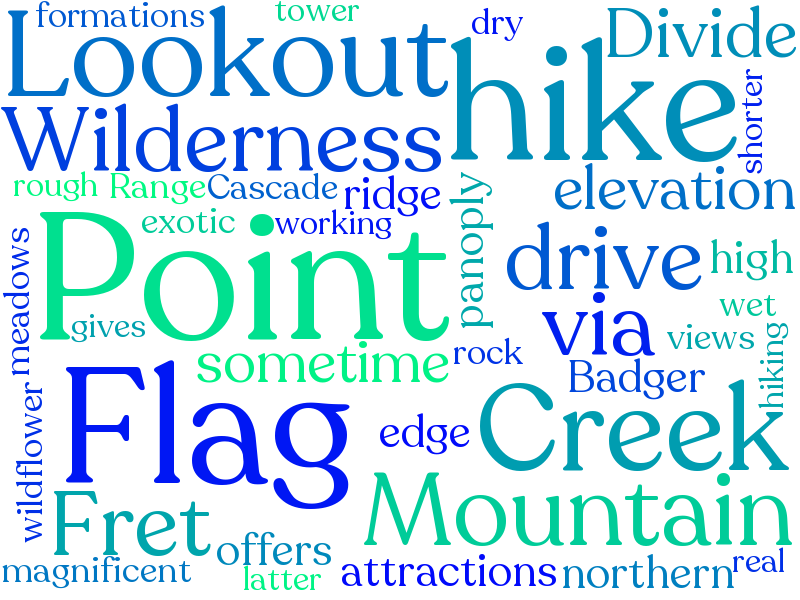 formations
tower
dry
Divide
Lookout
hike
shorter
Wilderness
rough
Range
Cascade
ridge
elevation
exotic
working
panoply
Point
meadows
drive
high
gives
via
wet
views
hiking
sometime
rock
Badger
Flag
wildflower
edge
Creek
Fret
Mountain
offers
magnificent
latter
attractions
northern
real